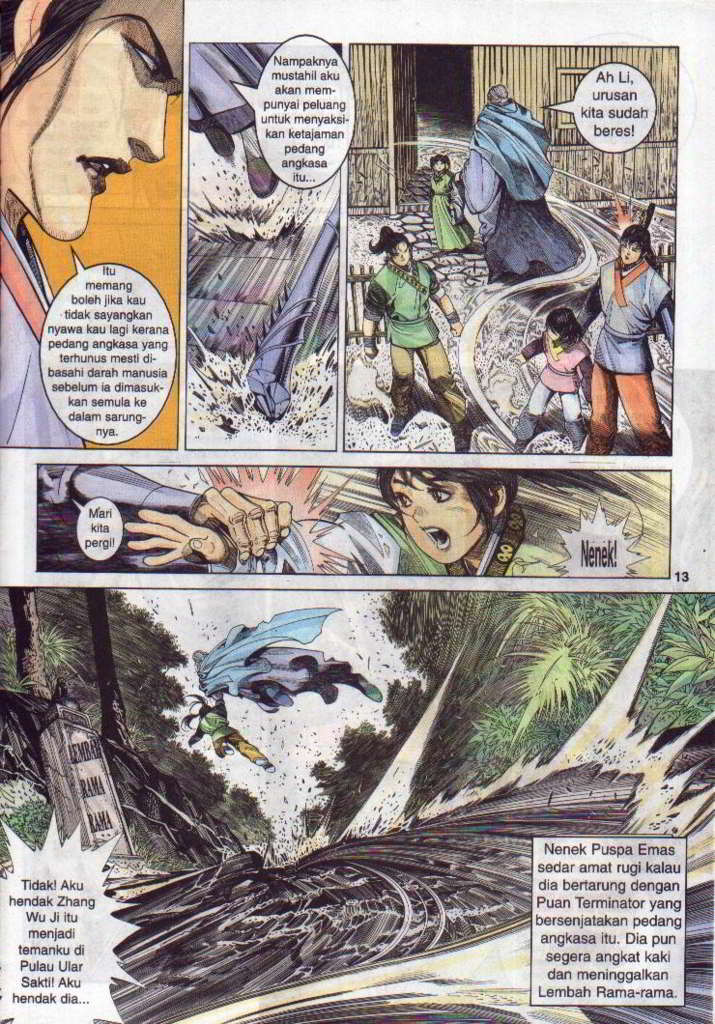 Itu
memang
boleh jika kau
tidak sayangkan
nyawa kau lagi kerana
pedang angkasa yang
terhunus mesti di-
basahi darah manusia
sebelum ia dimasuk-
kan semula ke
dalam sarung-
nya.
Nampaknya
mustahil aku
akan mem-
punyai peluang
untuk menyaksi-
kan ketajaman
pedang
angkasa
itu...
Ah Li,
urusan
kita sudah
beres!
Mari
kita
pergi!
Nenek!
13
LEMBAH
RAMA
RAMA
Tidak! Aku
hendak Zhang
Wu Ji itu
menjadi
temanku di
Pulau Ular
Sakti! Aku
hendak dia...
Nenek Puspa Emas
sedar amat rugi kalau
dia bertarung dengan
Puan Terminator yang
bersenjatakan pedang
angkasa itu. Dia pun
segera angkat kaki
dan meninggalkan
Lembah Rama-rama.